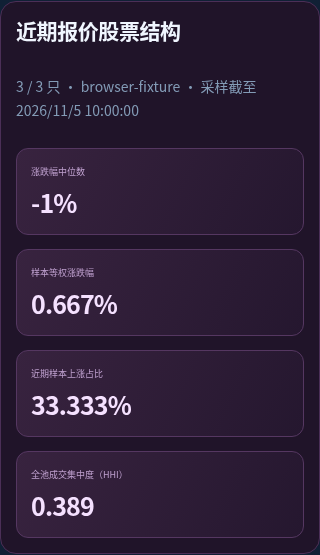 近期报价股票结构
3 / 3 只 · browser-fixture · 采样截至
2026/11/5 10:00:00
涨跌幅中位数
-1%
样本等权涨跌幅
0.667%
近期样本上涨占比
33.333%
全池成交集中度（HHI）
0.389